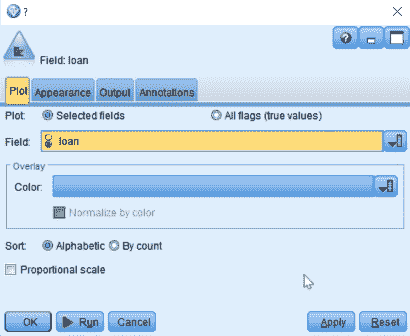 ?
Field: loan
Plot Appearance Output Annotations
Plot: Selected fields All flags (true values)
Field: loan
Overlay
Color:
Normalize by color
Sort: Alphabetic By count
Proportional scale
OK Run Cancel Apply Reset